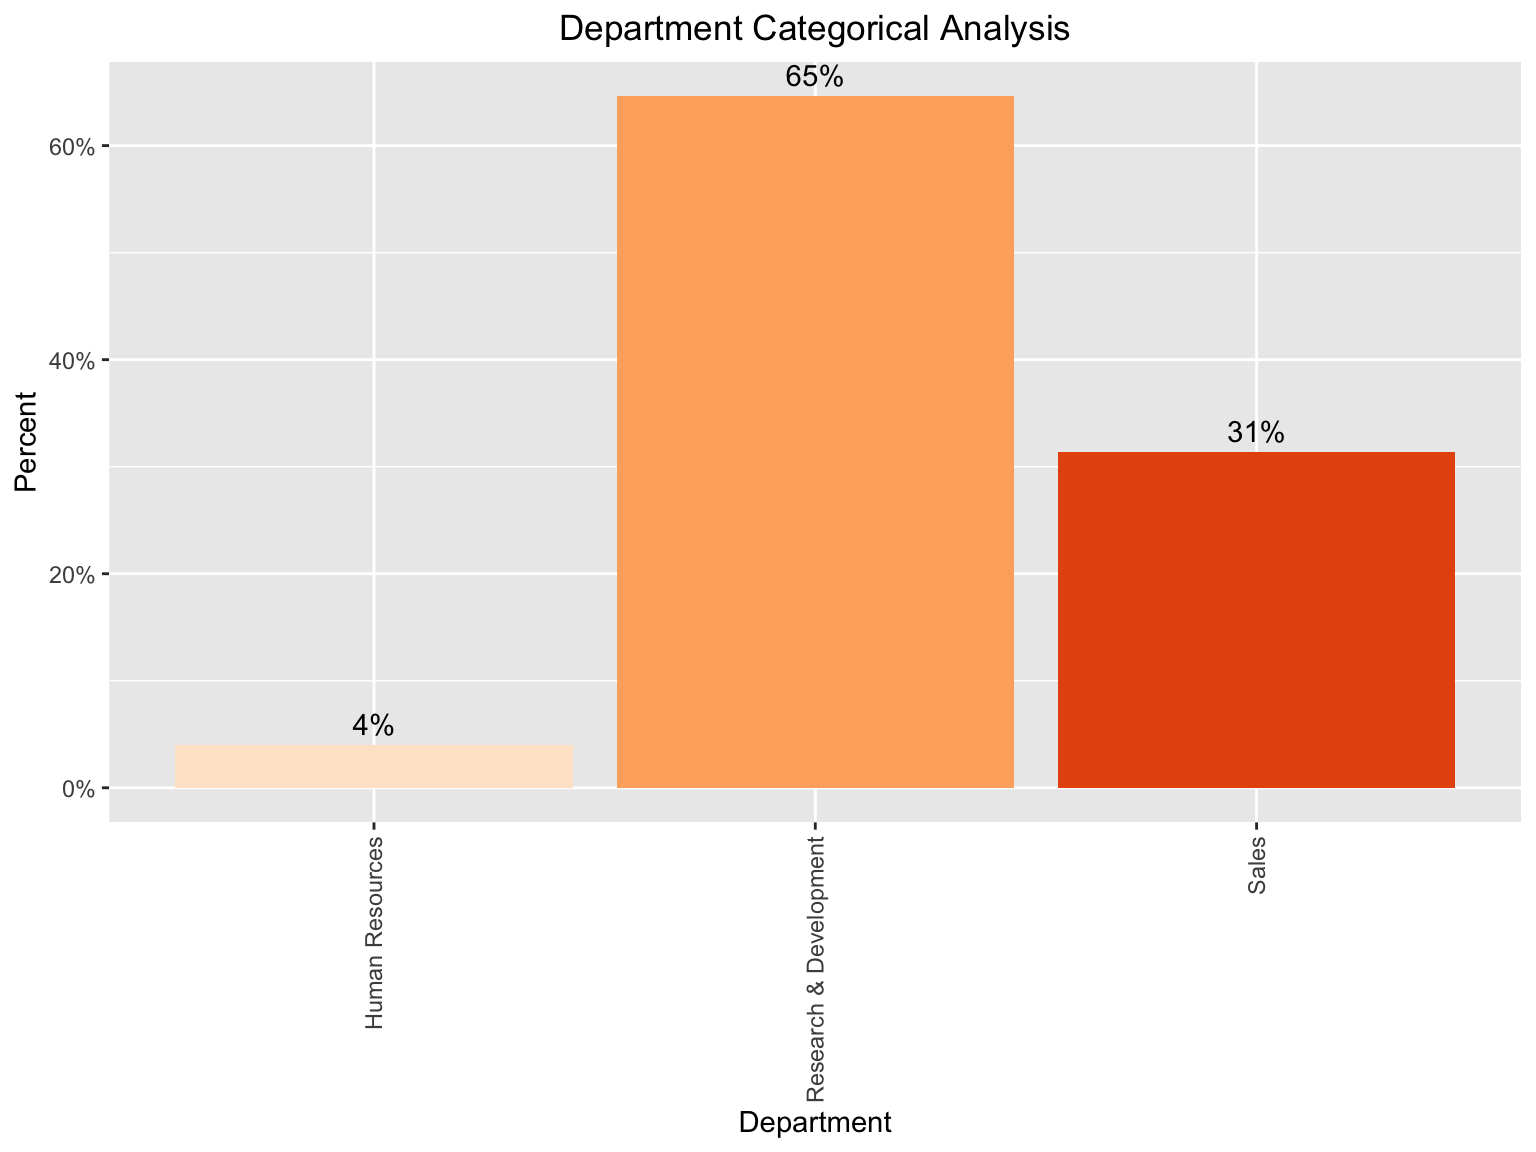 Department Categorical Analysis
Percent
60%
40%
20%
0%
4%
65%
31%
Human Resources
Research & Development
Sales
Department